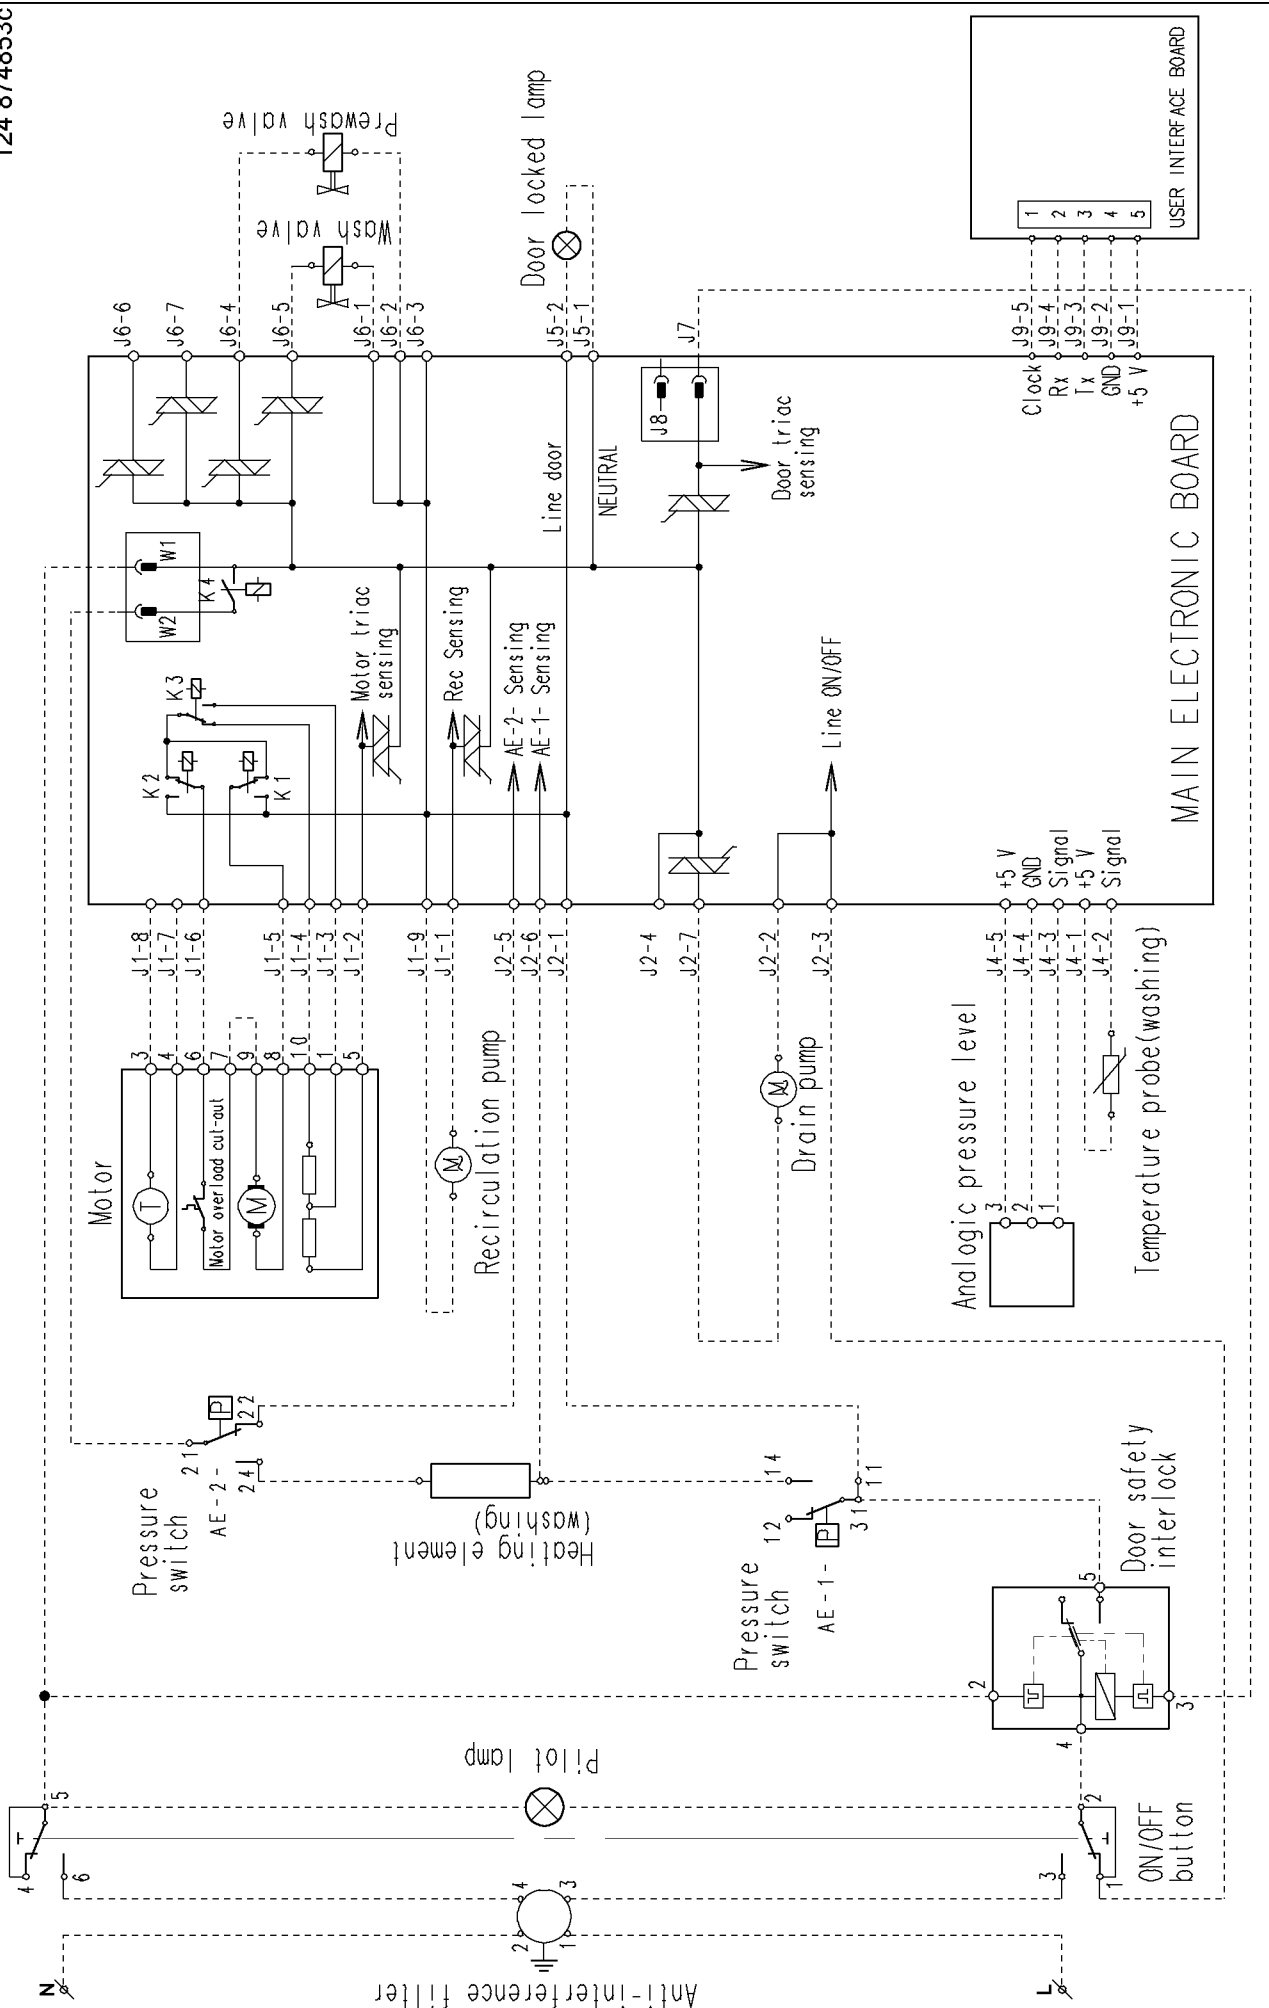 124 874853c
USER INTERFACE BOARD
1
2
3
4
5
J9-5
J9-4
J9-3
J9-2
J9-1
Clock
Rx
Tx
GND
+5 V
Prewash valve
Wash valve
Door locked lamp
J6-6
J6-7
J6-4
J6-5
J6-1
J6-2
J6-3
J5-2
J5-1
J7
J8
Line door
NEUTRAL
Door triac
sensing
W1
W2
K4
K3
K2
K1
Motor triac
sensing
Rec Sensing
AE-2- Sensing
AE-1- Sensing
Line ON/OFF
MAIN ELECTRONIC BOARD
+5 V
GND
Signal
+5 V
Signal
J1-8
J1-7
J1-6
J1-5
J1-4
J1-3
J1-2
J1-9
J1-1
J2-5
J2-6
J2-1
J2-4
J2-7
J2-2
J2-3
J4-5
J4-4
J4-3
J4-1
J4-2
Motor
3
4
6
7
9
8
10
1
5
T
Motor overload cut-out
M
M
Recirculation pump
M
Drain pump
Analogic pressure level
3
2
1
Temperature probe(washing)
Pressure
switch
AE-2-
P
21
22
24
Heating element
(washing)
Pressure
switch
AE-1-
P
14
12
11
31
Door safety
interlock
2
5
4
3
Pilot lamp
5
4
6
2
3
1
ON/OFF
button
4
3
2
1
Anti-interference filter
N
L